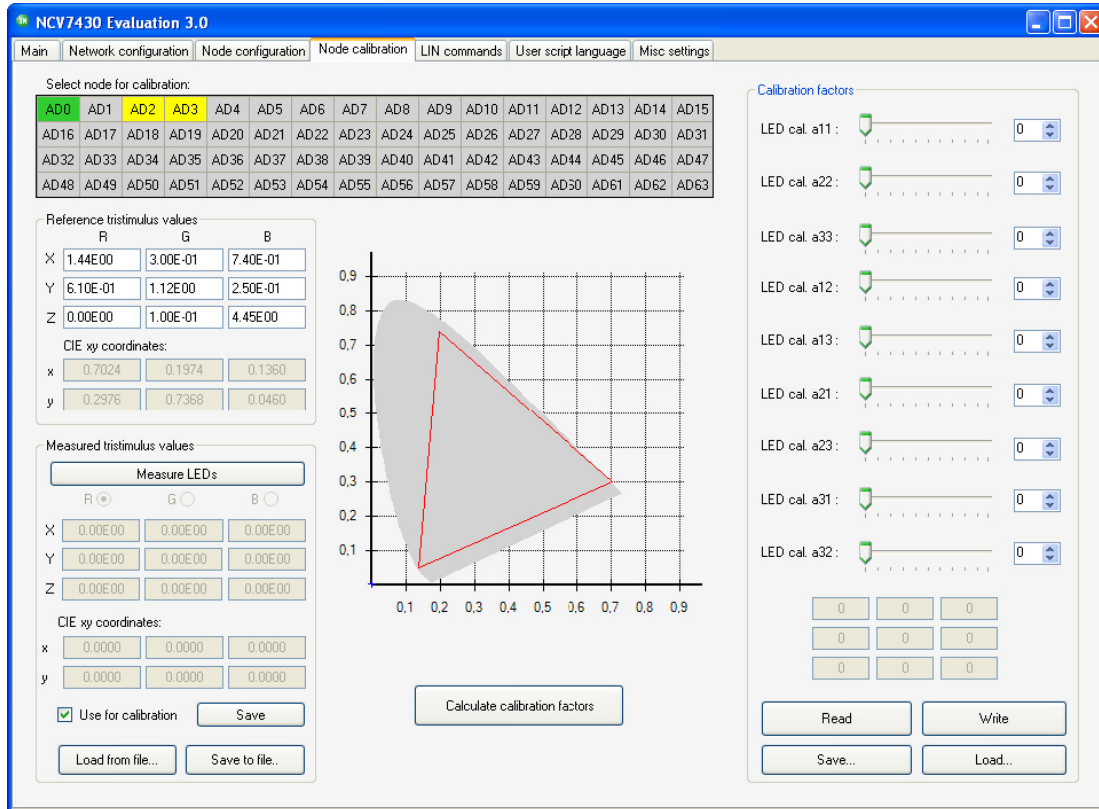 NCV7430 Evaluation 3.0
Main Network configuration Node configuration Node calibration LIN commands User script language Misc settings
Select node for calibration:
AD0 AD1 AD2 AD3 AD4 AD5 AD6 AD7 AD8 AD9 AD10 AD11 AD12 AD13 AD14 AD15
AD16 AD17 AD18 AD19 AD20 AD21 AD22 AD23 AD24 AD25 AD26 AD27 AD28 AD29 AD30 AD31
AD32 AD33 AD34 AD35 AD36 AD37 AD38 AD39 AD40 AD41 AD42 AD43 AD44 AD45 AD46 AD47
AD48 AD49 AD50 AD51 AD52 AD53 AD54 AD55 AD56 AD57 AD58 AD59 AD60 AD61 AD62 AD63
Reference tristimulus values
R G B
X 1.44E00 3.00E-01 7.40E-01
Y 6.10E-01 1.12E00 2.50E-01
Z 0.00E00 1.00E-01 4.45E00
CIE xy coordinates:
x 0.7024 0.1974 0.1360
y 0.2976 0.7368 0.0460
Measured tristimulus values
Measure LEDs
R G B
X 0.00E00 0.00E00 0.00E00
Y 0.00E00 0.00E00 0.00E00
Z 0.00E00 0.00E00 0.00E00
CIE xy coordinates:
x 0.0000 0.0000 0.0000
y 0.0000 0.0000 0.0000
Use for calibration Save
Load from file... Save to file..
0,9
0,8
0,7
0,6
0,5
0,4
0,3
0,2
0,1
0,1 0,2 0,3 0,4 0,5 0,6 0,7 0,8 0,9
Calculate calibration factors
Calibration factors
LED cal. a11 : 0
LED cal. a22 : 0
LED cal. a33 : 0
LED cal. a12 : 0
LED cal. a13 : 0
LED cal. a21 : 0
LED cal. a23 : 0
LED cal. a31 : 0
LED cal. a32 : 0
0 0 0
0 0 0
0 0 0
Read Write
Save... Load...